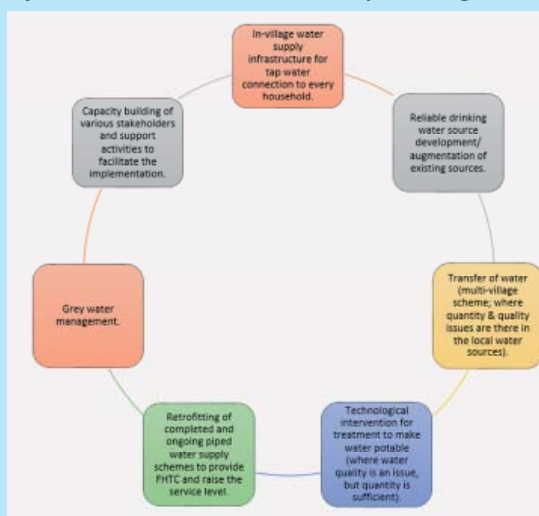 In-village water
supply
infrastructure for
tap water
connection to every
household.
Reliable drinking
water source
development/
augmentation of
existing sources.
Transfer of water
(multi-village
scheme; where
quantity & quality
issues are there in
the local water
sources).
Technological
intervention for
treatment to make
water potable
(where water
quality is an issue,
but quantity is
sufficient).
Retrofitting of
completed and
ongoing piped
water supply
schemes to provide
FHTC and raise the
service level.
Grey water
management.
Capacity building of
various stakeholders
and support
activities to
facilitate the
implementation.